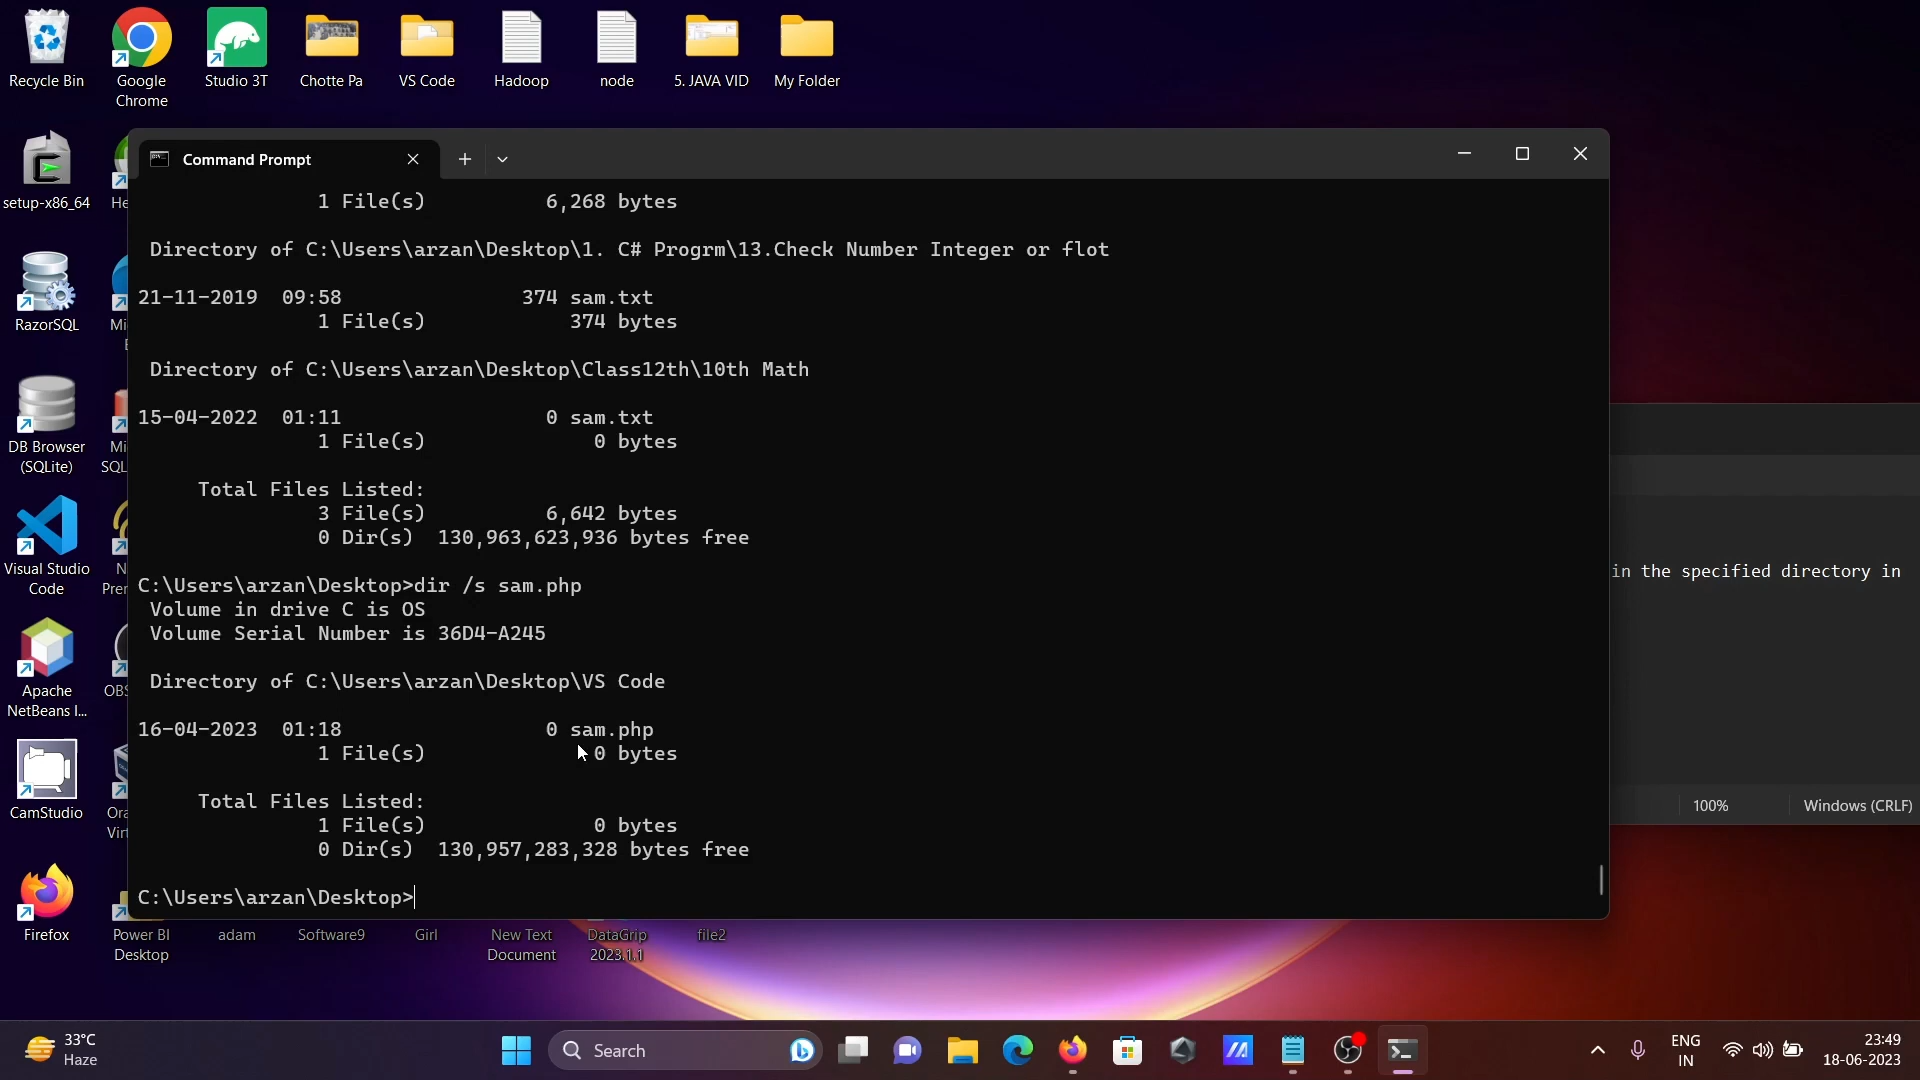 Recycle Bin
Google
Chrome
Studio 3T
Chotte Pa
VS Code
Hadoop
node
5. JAVA VID
My Folder
setup-x86_64
He
RazorSQL
Mi
E
DB Browser
(SQLite)
Mi
SQL
Visual Studio
Code
N
Prem
Apache
NetBeans I...
OBS
CamStudio
Ora
Virt
Firefox
Power BI
Desktop
adam
Software9
Girl
New Text
Document
DataGrip
2023.1.1
file2
Command Prompt
1 File(s) 6,268 bytes
Directory of C:\Users\arzan\Desktop\1. C# Progrm\13.Check Number Integer or flot
21-11-2019 09:58 374 sam.txt
1 File(s) 374 bytes
Directory of C:\Users\arzan\Desktop\Class12th\10th Math
15-04-2022 01:11 0 sam.txt
1 File(s) 0 bytes
Total Files Listed:
3 File(s) 6,642 bytes
0 Dir(s) 130,963,623,936 bytes free
C:\Users\arzan\Desktop>dir /s sam.php
Volume in drive C is OS
Volume Serial Number is 36D4-A245
Directory of C:\Users\arzan\Desktop\VS Code
16-04-2023 01:18 0 sam.php
1 File(s) 0 bytes
Total Files Listed:
1 File(s) 0 bytes
0 Dir(s) 130,957,283,328 bytes free
C:\Users\arzan\Desktop>
in the specified directory in
100%
Windows (CRLF)
33°C
Haze
Search
ENG
IN
23:49
18-06-2023